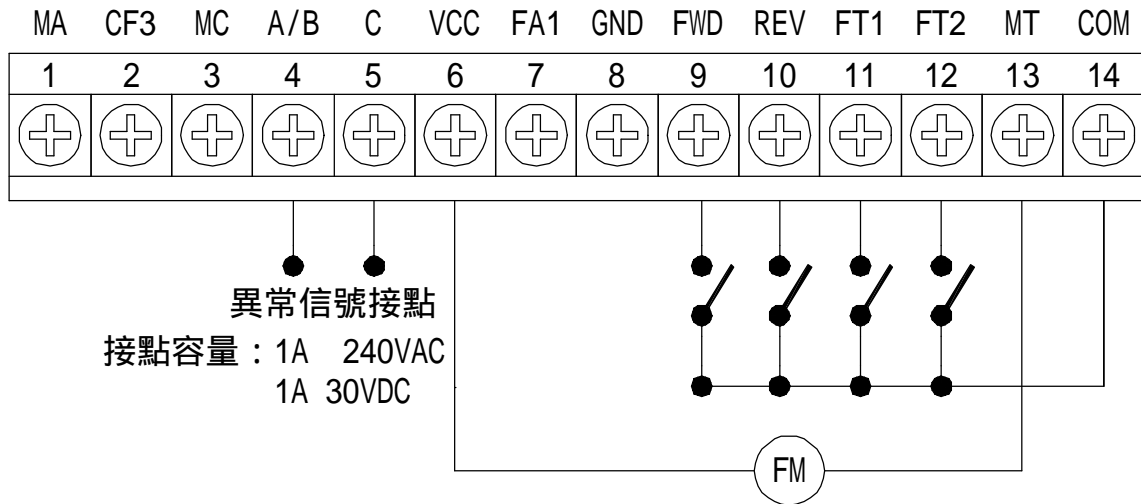 MA CF3 MC A/B C VCC FA1 GND FWD REV FT1 FT2 MT COM
1 2 3 4 5 6 7 8 9 10 11 12 13 14
異常信號接點
接點容量：1A 240VAC
1A 30VDC
FM